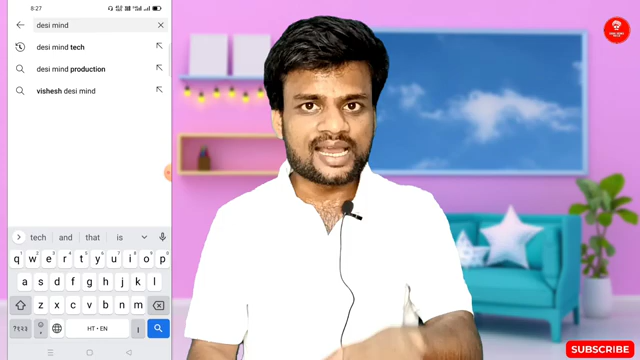 8:27
desi mind
desi mind tech
desi mind production
vishesh desi mind
tech and that is
q w e r t y u i o p
a s d f g h j k l
z x c v b n m
HT • EN
SUBSCRIBE